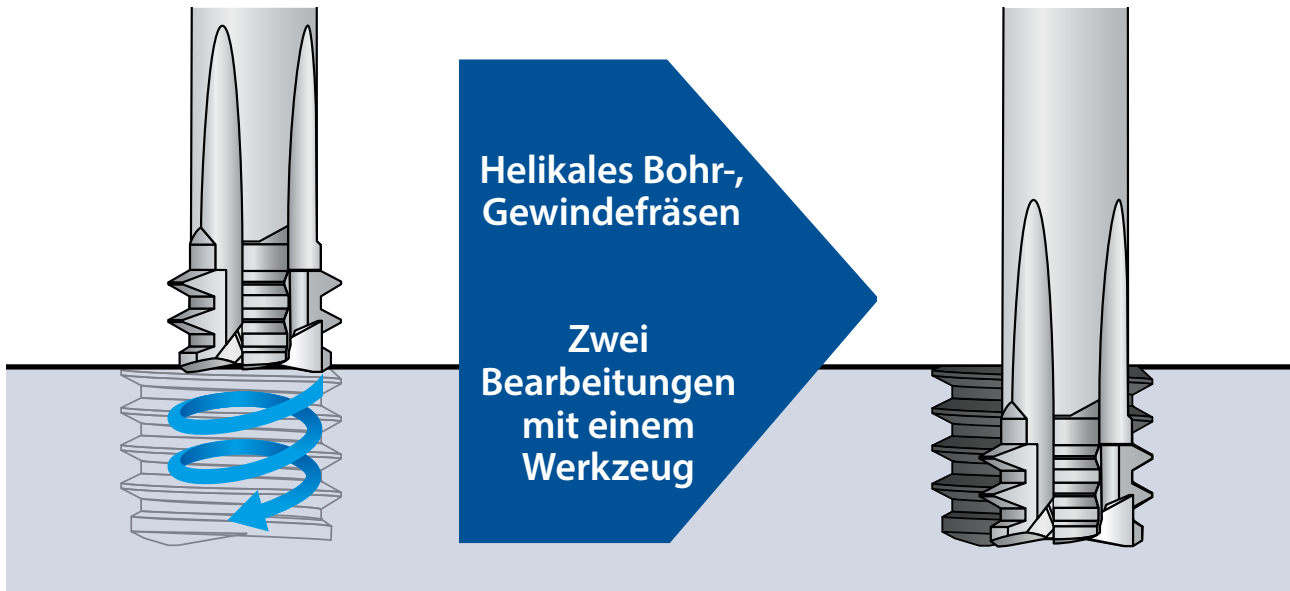 Helikales Bohr-,
Gewindefräsen
Zwei
Bearbeitungen
mit einem
Werkzeug